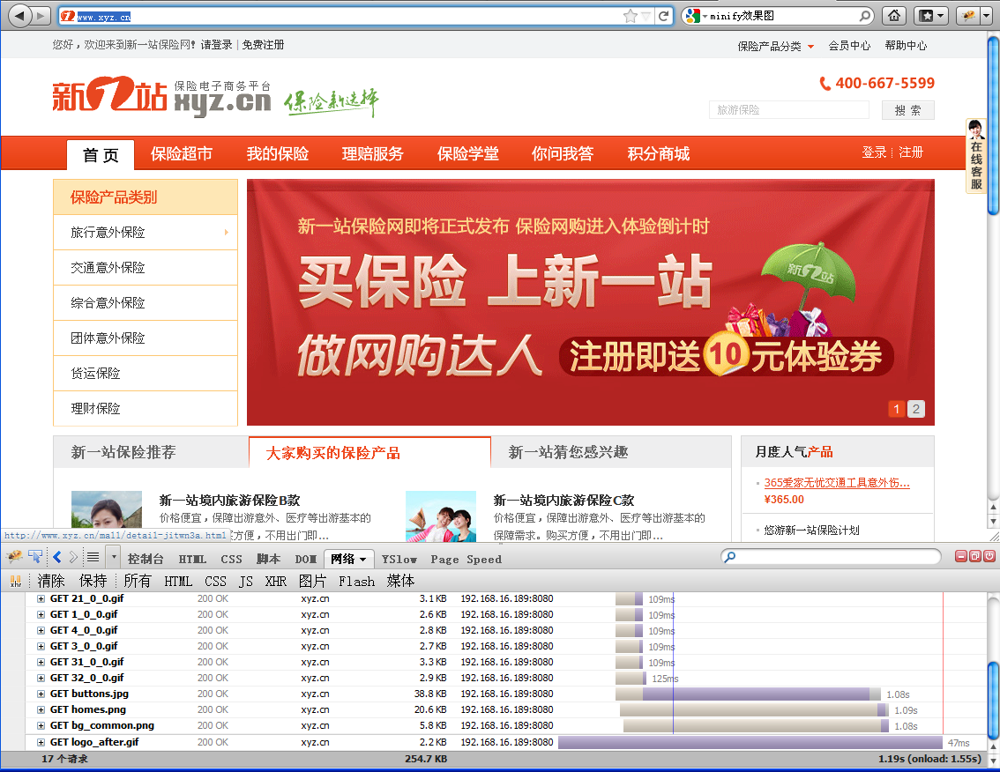 www.xyz.cn
minify效果图
您好，欢迎来到新一站保险网! 请登录 | 免费注册
保险产品分类 会员中心 帮助中心
新一站 保险电子商务平台
xyz.cn 保险新选择
400-667-5599
旅游保险 搜 索
在线客服
首 页 保险超市 我的保险 理赔服务 保险学堂 你问我答 积分商城 登录 | 注册
保险产品类别
旅行意外保险
交通意外保险
综合意外保险
团体意外保险
货运保险
理财保险
新一站保险网即将正式发布 保险网购进入体验倒计时
买保险 上新一站
做网购达人 注册即送10元体验券
新一站
1 2
新一站保险推荐 大家购买的保险产品 新一站猜您感兴趣
月度人气产品
新一站境内旅游保险B款
价格便宜，保障出游意外、医疗等出游基本的
方便，不用出门即...
新一站境内旅游保险C款
价格便宜，保障出游意外、医疗等出游基本的
保障需求。购买方便，不用出门即...
365爱家无忧交通工具意外伤...
¥365.00
悠游新一站保险计划
http://www.xyz.cn/mall/detail-jitwn3a.html
控制台 HTML CSS 脚本 DOM 网络 YSlow Page Speed
xhr 清除 保持 所有 HTML CSS JS XHR 图片 Flash 媒体
GET 21_0_0.gif 200 OK xyz.cn 3.1 KB 192.168.16.189:8080 109ms
GET 1_0_0.gif 200 OK xyz.cn 2.6 KB 192.168.16.189:8080 109ms
GET 4_0_0.gif 200 OK xyz.cn 2.8 KB 192.168.16.189:8080 109ms
GET 3_0_0.gif 200 OK xyz.cn 2.7 KB 192.168.16.189:8080 109ms
GET 31_0_0.gif 200 OK xyz.cn 3.3 KB 192.168.16.189:8080 109ms
GET 32_0_0.gif 200 OK xyz.cn 2.9 KB 192.168.16.189:8080 125ms
GET buttons.jpg 200 OK xyz.cn 38.8 KB 192.168.16.189:8080 1.08s
GET homes.png 200 OK xyz.cn 20.6 KB 192.168.16.189:8080 1.09s
GET bg_common.png 200 OK xyz.cn 5.8 KB 192.168.16.189:8080 1.08s
GET logo_after.gif 200 OK xyz.cn 2.2 KB 192.168.16.189:8080 47ms
17 个请求 254.7 KB 1.19s (onload: 1.55s)